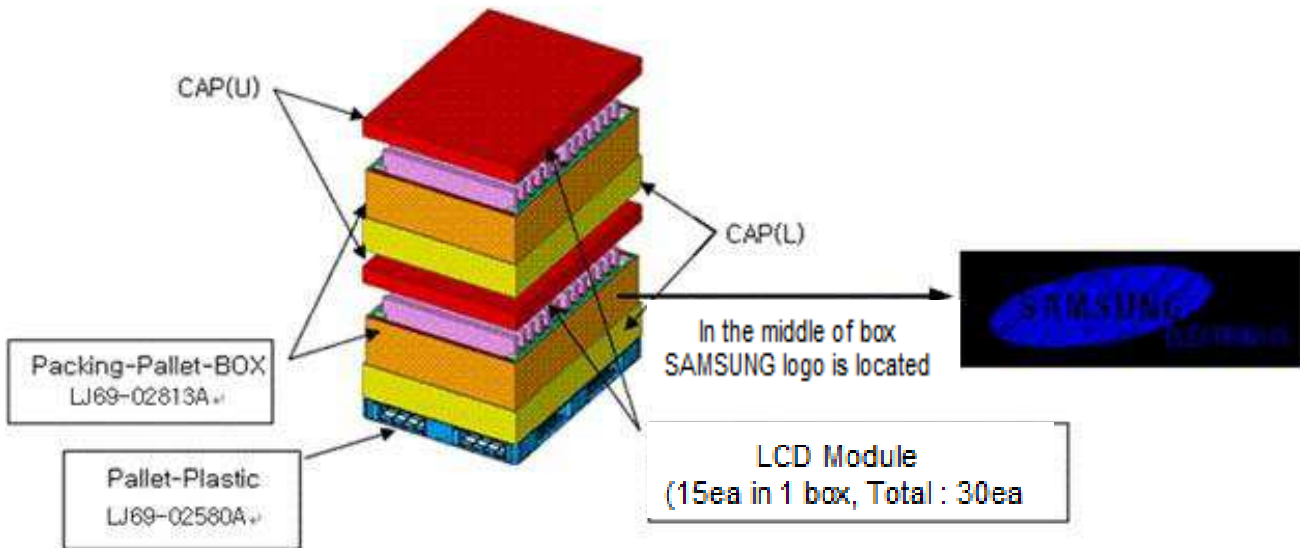 CAP(U)
CAP(L)
SAMSUNG
ELECTRONICS
In the middle of box
SAMSUNG logo is located
Packing-Pallet-BOX
LJ69-02813A↵
LCD Module
(15ea in 1 box, Total : 30ea
Pallet-Plastic
LJ69-02580A↵